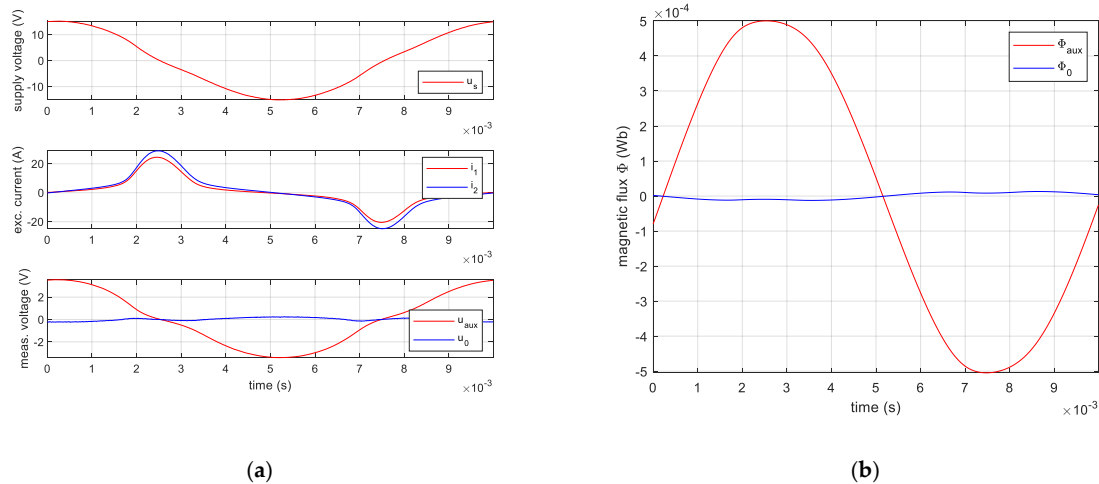 supply voltage (V)
10
0
-10
u_s
0 1 2 3 4 5 6 7 8 9
×10^-3
exc. current (A)
20
0
-20
i_1
i_2
0 1 2 3 4 5 6 7 8 9
×10^-3
meas. voltage (V)
2
0
-2
u_aux
u_0
0 1 2 3 4 5 6 7 8 9
time (s)
×10^-3
(a)
×10^-4
magnetic flux Φ (Wb)
5
4
3
2
1
0
-1
-2
-3
-4
-5
Φ_aux
Φ_0
0 1 2 3 4 5 6 7 8 9
time (s)
×10^-3
(b)